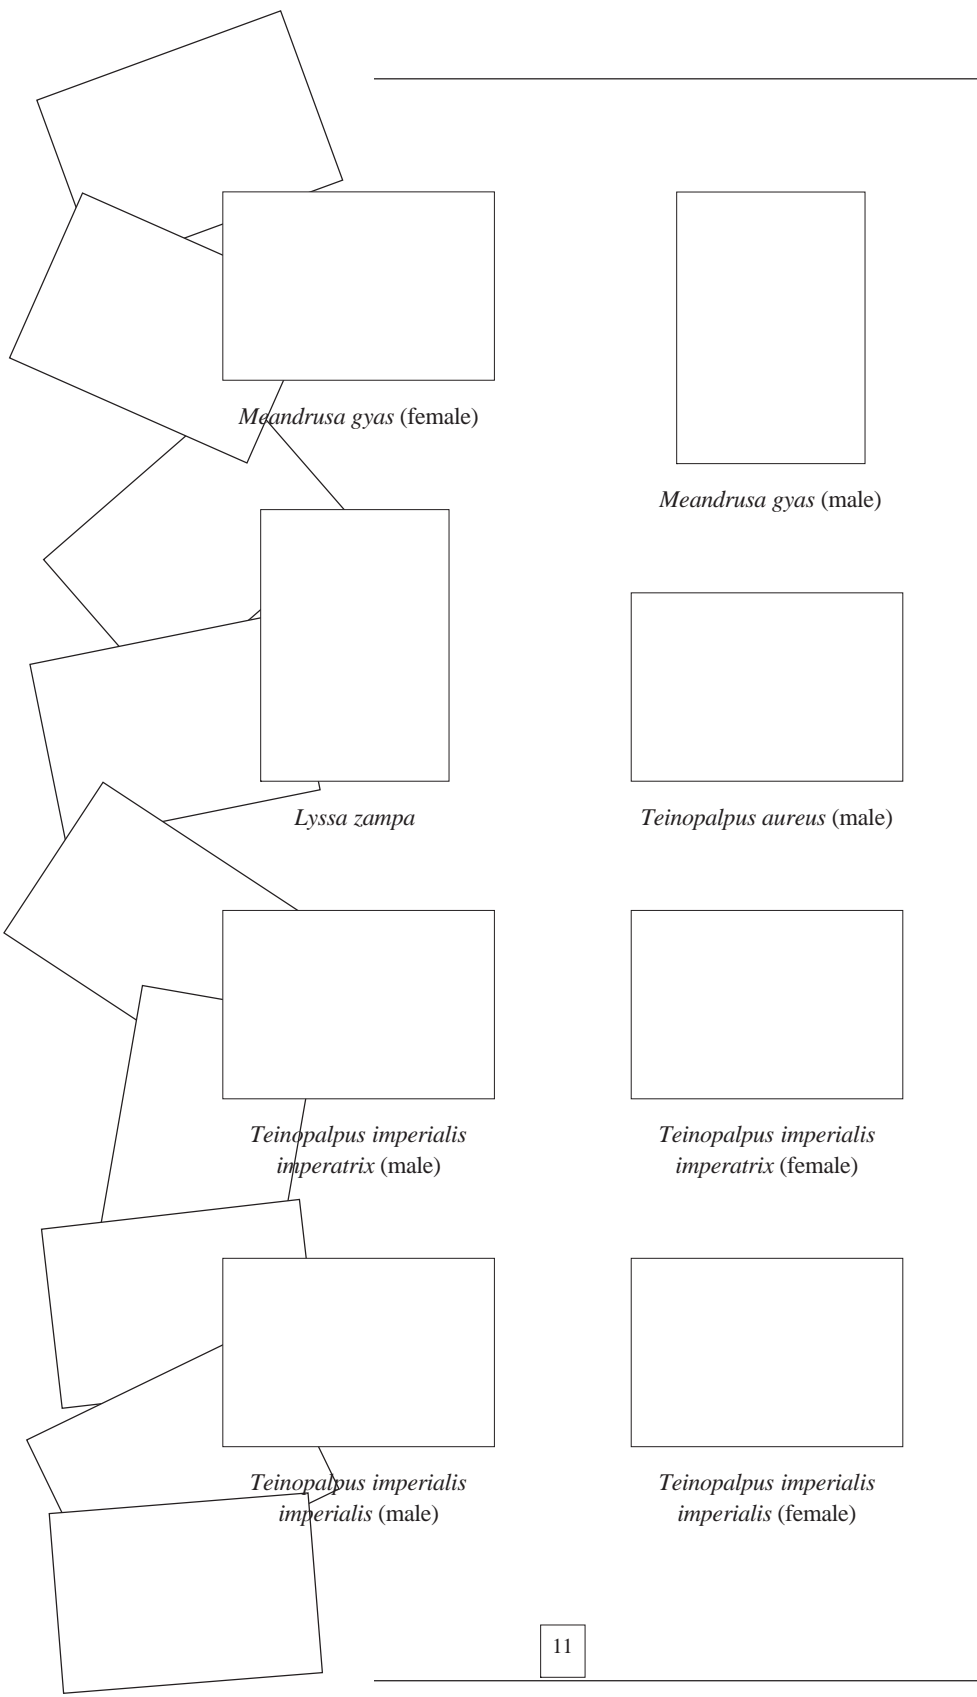 Meandrusa gyas (female)
Meandrusa gyas (male)
Lyssa zampa
Teinopalpus aureus (male)
Teinopalpus imperialis
imperatrix (male)
Teinopalpus imperialis
imperatrix (female)
Teinopalpus imperialis
imperialis (male)
Teinopalpus imperialis
imperialis (female)
11